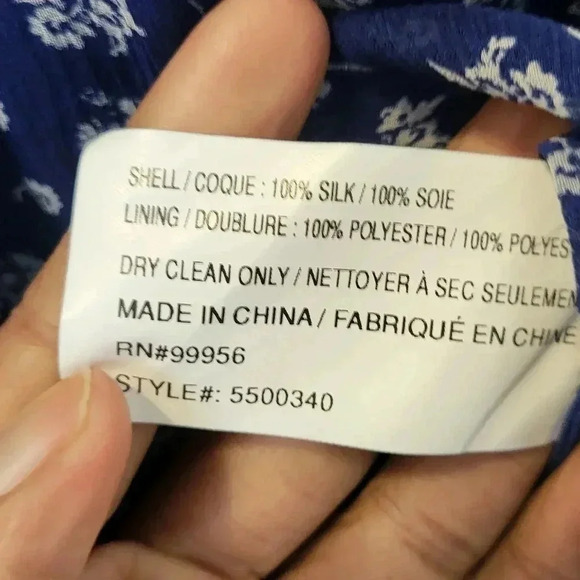 SHELL / COQUE : 100% SILK / 100% SOIE
LINING / DOUBLURE : 100% POLYESTER / 100% POLYES
DRY CLEAN ONLY / NETTOYER À SEC SEULEMEN
MADE IN CHINA / FABRIQUÉ EN CHINE
RN#99956
STYLE#: 5500340